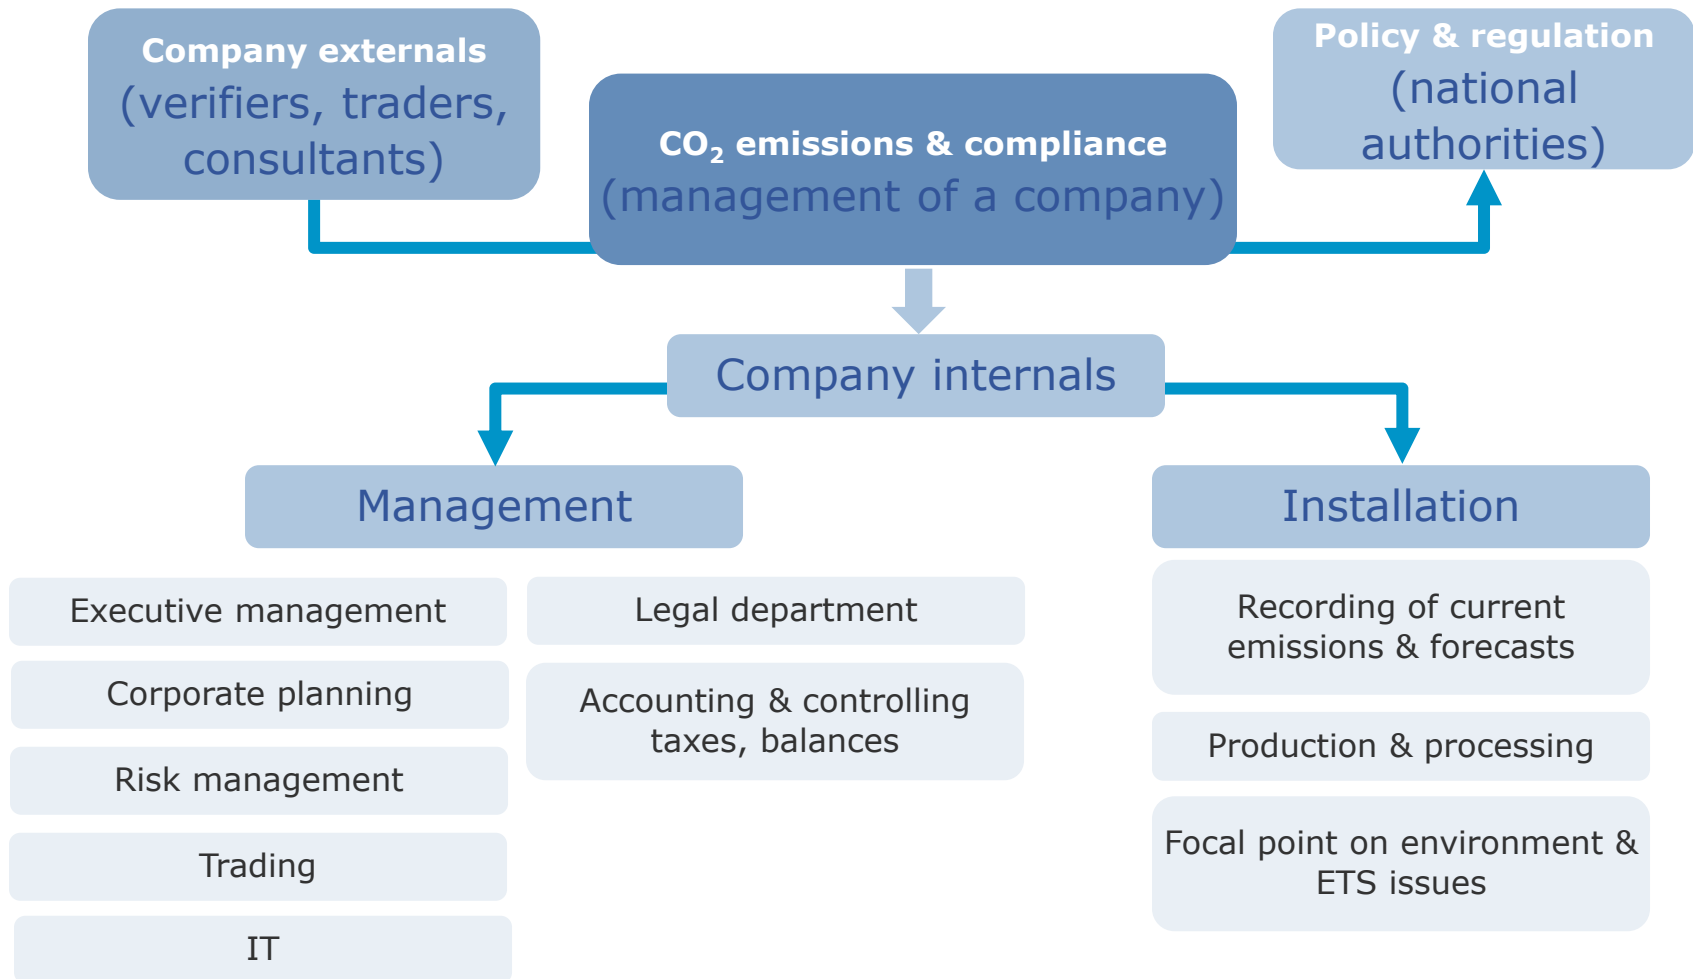 Company externals
(verifiers, traders,
consultants)
CO₂ emissions & compliance
(management of a company)
Policy & regulation
(national
authorities)
Company internals
Management
Installation
Executive management
Corporate planning
Risk management
Trading
IT
Legal department
Accounting & controlling
taxes, balances
Recording of current
emissions & forecasts
Production & processing
Focal point on environment &
ETS issues